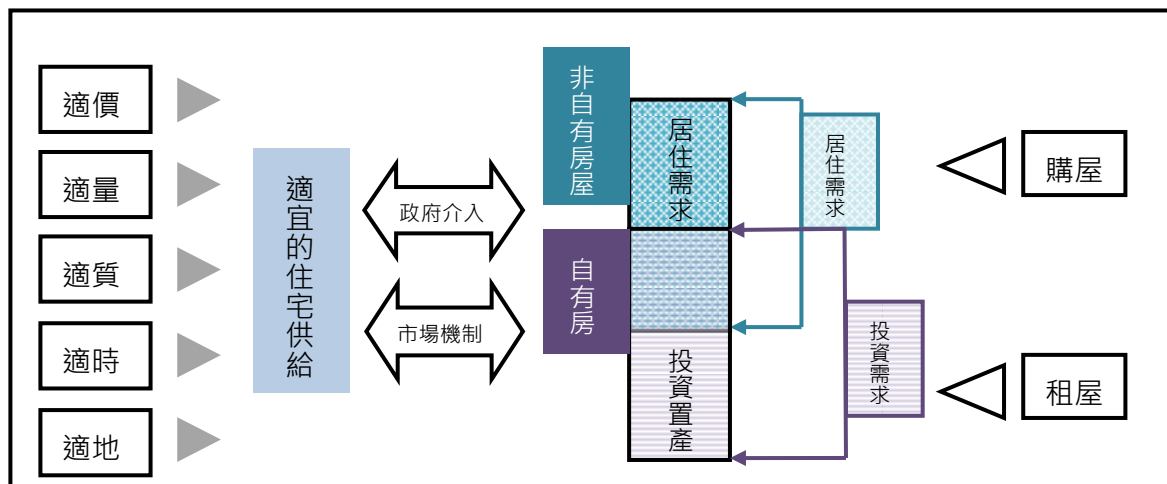 適價
適量
適質
適時
適地
適宜的住宅供給
政府介入
市場機制
非自有房屋
自有房
居住需求
投資置產
居住需求
投資需求
購屋
租屋